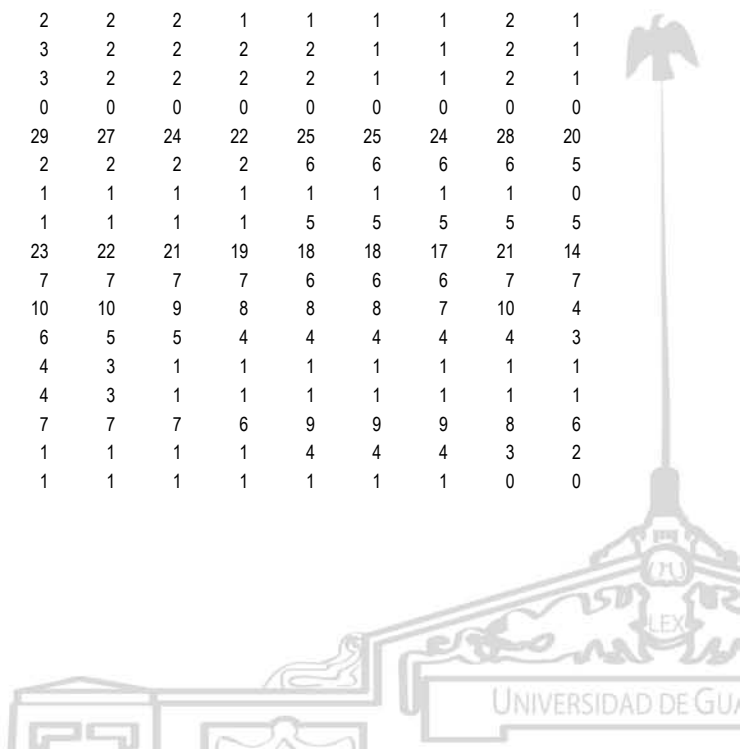 2 2 2 1 1 1 1 2 1
3 2 2 2 2 1 1 2 1
3 2 2 2 2 1 1 2 1
0 0 0 0 0 0 0 0 0
29 27 24 22 25 25 24 28 20
2 2 2 2 6 6 6 6 5
1 1 1 1 1 1 1 1 0
1 1 1 1 5 5 5 5 5
23 22 21 19 18 18 17 21 14
7 7 7 7 6 6 6 7 7
10 10 9 8 8 8 7 10 4
6 5 5 4 4 4 4 4 3
4 3 1 1 1 1 1 1 1
4 3 1 1 1 1 1 1 1
7 7 7 6 9 9 9 8 6
1 1 1 1 4 4 4 3 2
1 1 1 1 1 1 1 0 0
LEX
UNIVERSIDAD DE GUA